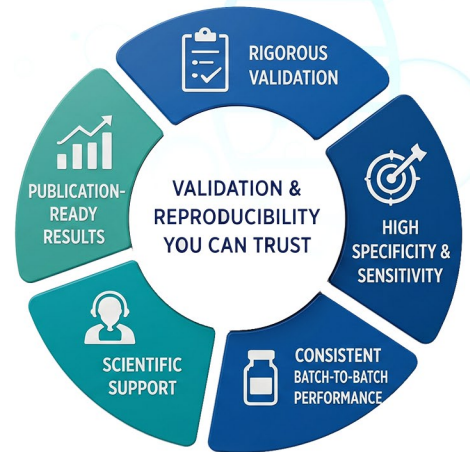 RIGOROUS
VALIDATION
HIGH
SPECIFICITY &
SENSITIVITY
CONSISTENT
BATCH-TO-BATCH
PERFORMANCE
SCIENTIFIC
SUPPORT
PUBLICATION-
READY
RESULTS
VALIDATION &
REPRODUCIBILITY
YOU CAN TRUST